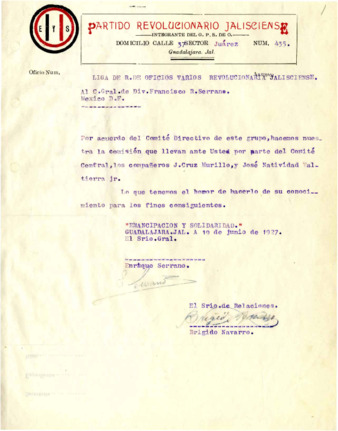 E Y S
PARTIDO REVOLUCIONARIO JALISCIENSE
INTEGRANTE DEL G. P. R. DE O.
DOMICILIO CALLE SECTOR Juárez NUM. 455.
Guadalajara. Jal.
Oficio Num.
LIGA DE R. DE OFICIOS VARIOS REVOLUCIONARIA JALISCIENSE.
Al C.Gral.de Div.Francisco R.Serrano.
Mexico D.F.
Por acuerdo del Comité Directivo de este grupo,hacemos nues-
tra la comisión que llevan ante Usted por parte del Comité
Central,los compañeros J.Cruz Murillo,y José Natividad Val-
tierra jr.
Lo que tenemos el honor de hacerlo de su conoci-
miento para los fines consiguientes.
"EMANCIPACION Y SOLIDARIDAD."
GUADALAJARA.JAL. A 10 de junio de 1927.
El Srio.Gral.
Enrique Serrano.
El Srio.de Relaciones.
Brigido Navarro.